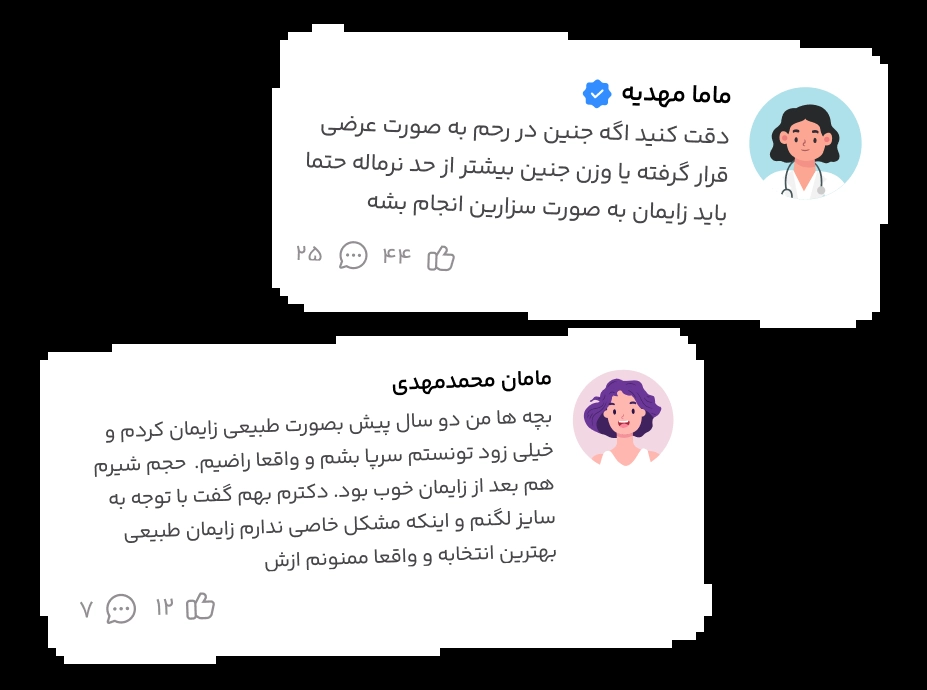 ماما مهدیه
دقت کنید اگه جنین در رحم به صورت عرضی
قرار گرفته یا وزن جنین بیشتر از حد نرماله حتما
باید زایمان به صورت سزارین انجام بشه
۴۴ ۲۵
مامان محمدمهدی
بچه ها من دو سال پیش بصورت طبیعی زایمان کردم و
خیلی زود تونستم سرپا بشم و واقعا راضیم. حجم شیرم
هم بعد از زایمان خوب بود. دکترم بهم گفت با توجه به
سایز لگنم و اینکه مشکل خاصی ندارم زایمان طبیعی
بهترین انتخابه و واقعا ممنونم ازش
۱۲ ۷